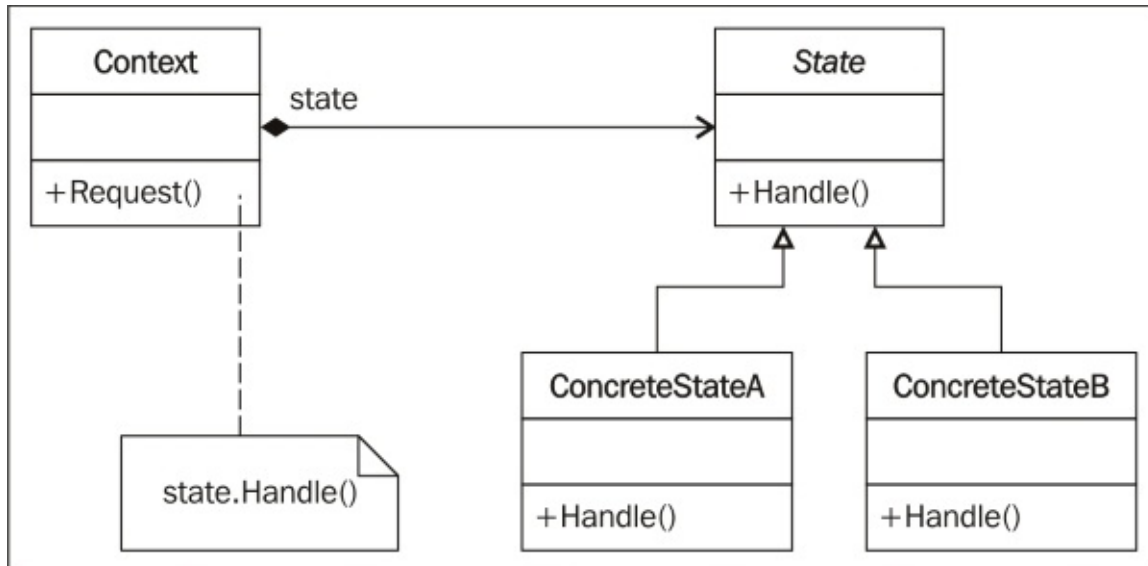 Context
+Request()
state
State
+Handle()
state.Handle()
ConcreteStateA
+Handle()
ConcreteStateB
+Handle()